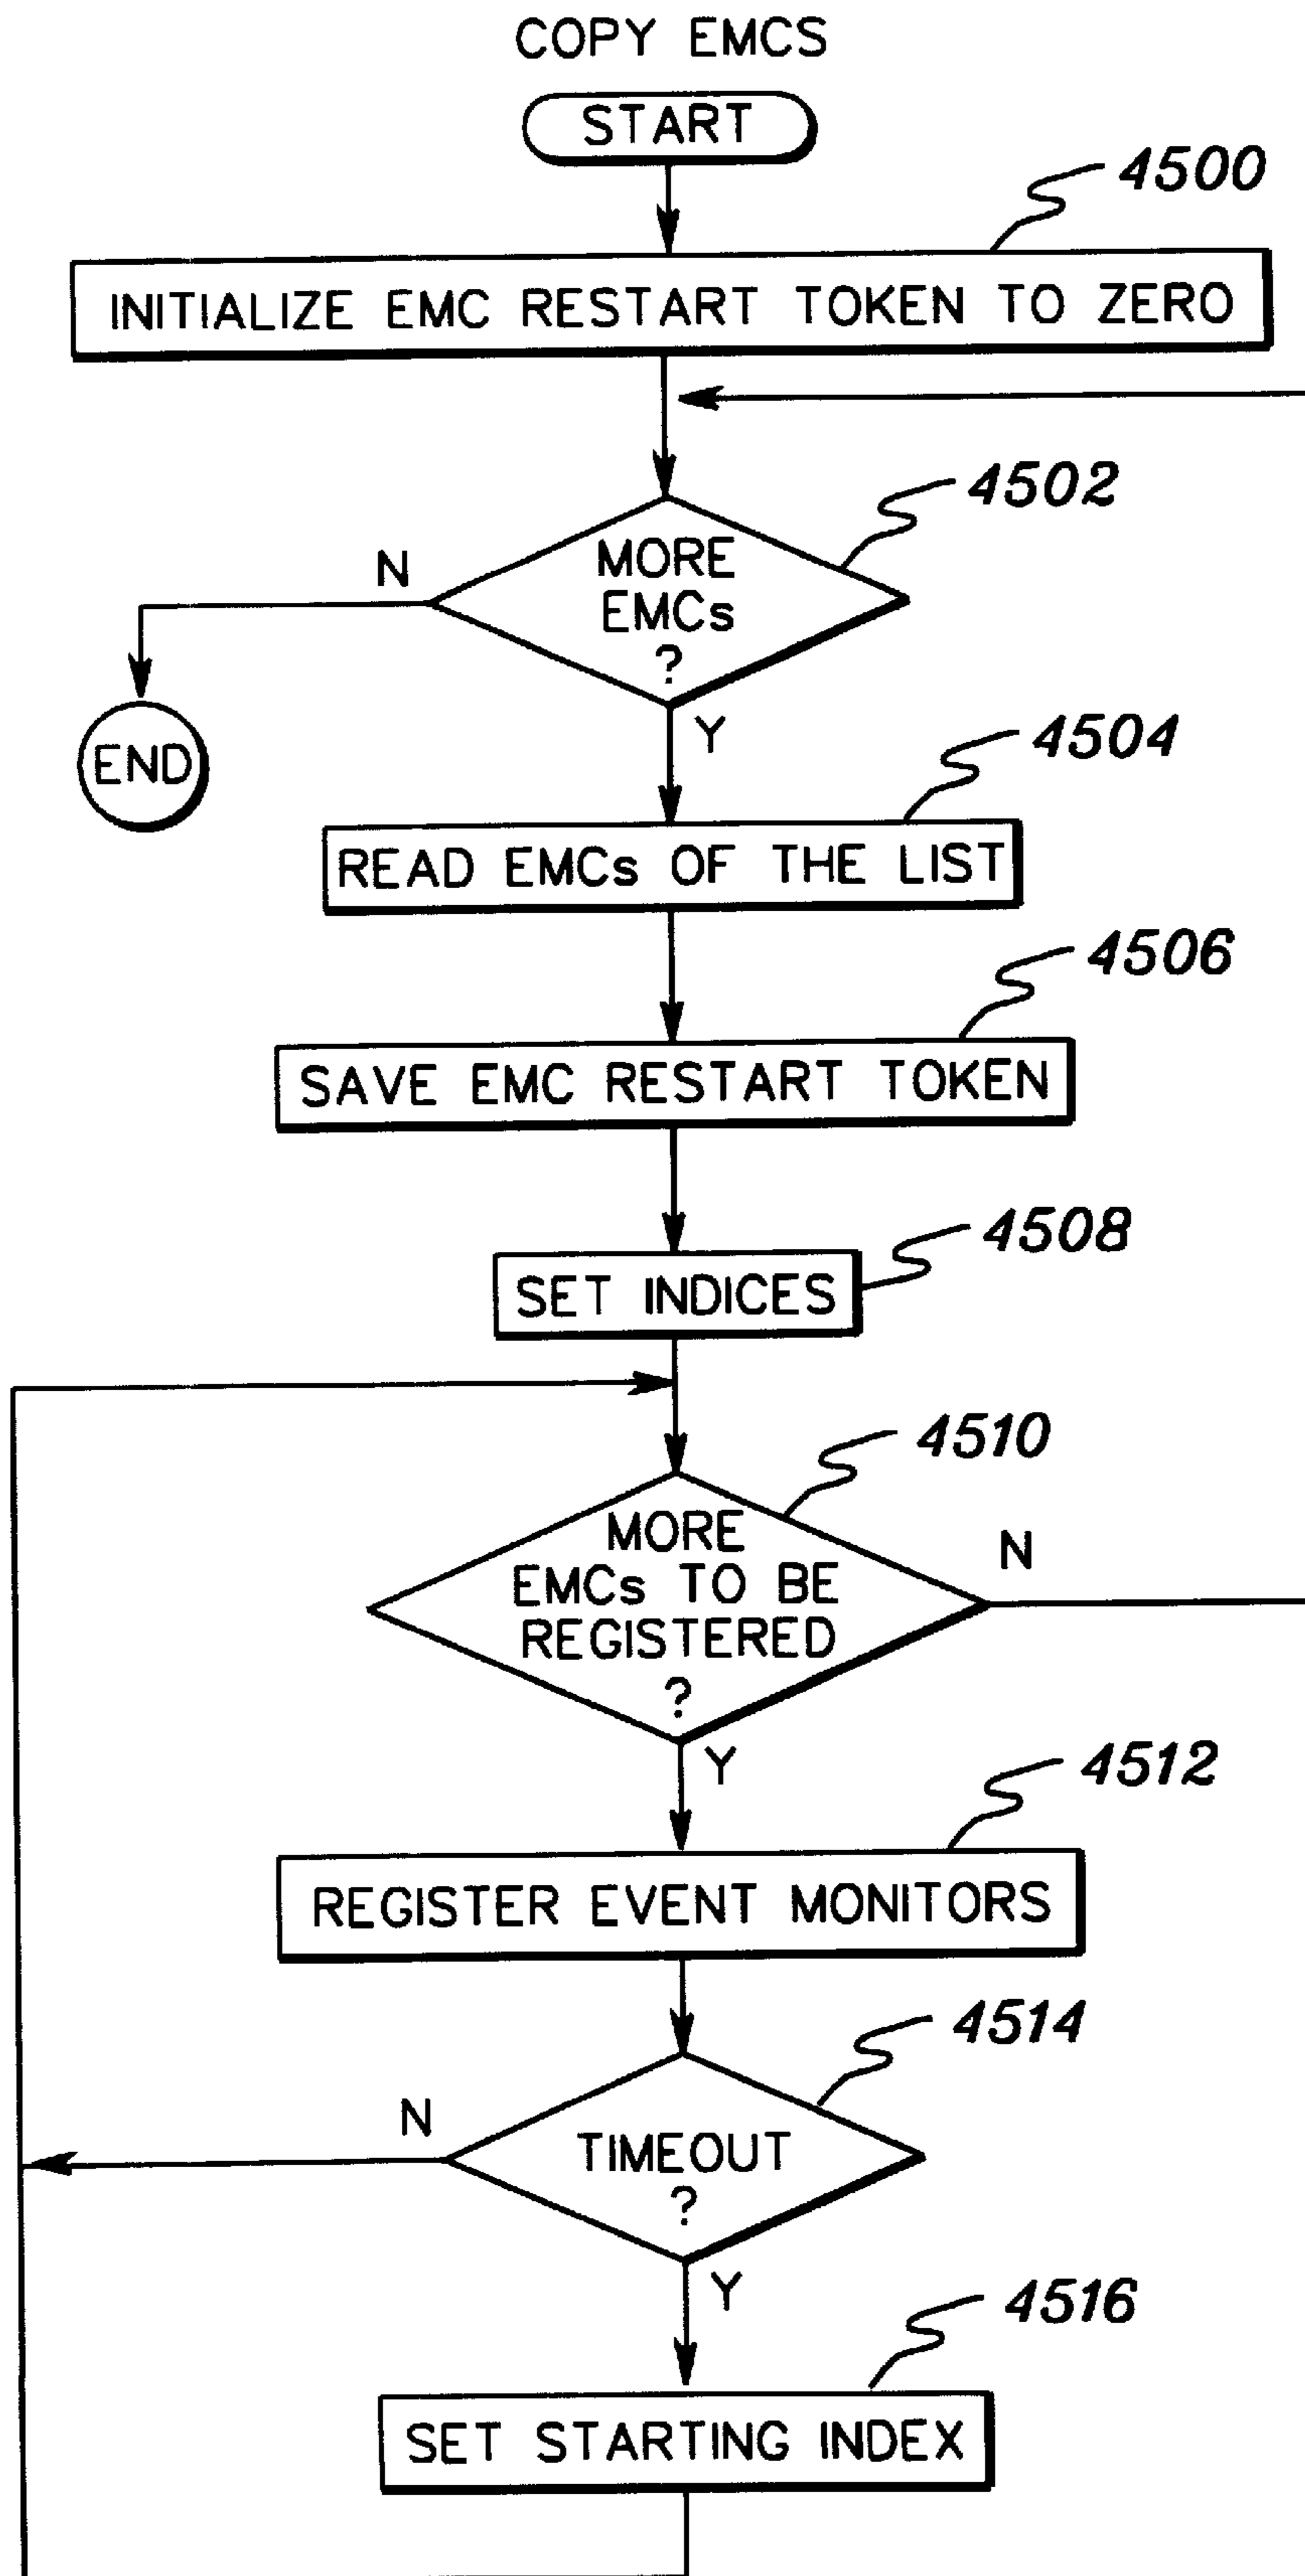 COPY EMCS
START
4500
INITIALIZE EMC RESTART TOKEN TO ZERO
4502
N
MORE
EMCs
?
Y
END
4504
READ EMCs OF THE LIST
4506
SAVE EMC RESTART TOKEN
4508
SET INDICES
4510
MORE
EMCs TO BE
REGISTERED
?
N
Y
4512
REGISTER EVENT MONITORS
4514
N
TIMEOUT
?
Y
4516
SET STARTING INDEX